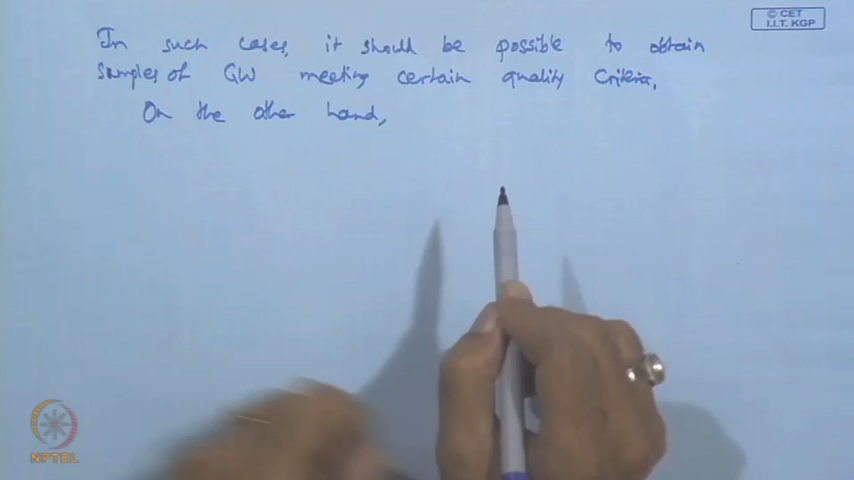 © CET
I.I.T. KGP
In such cases, it should be possible to obtain
samples of GW meeting certain quality criteria.
On the other hand,
NPTEL